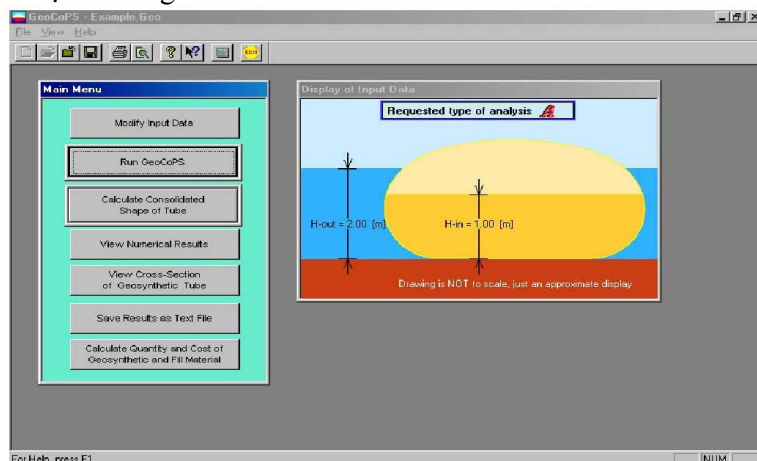 GeoCoPS - Example.Geo
File View Help
EXIT
Main Menu
Modify Input Data
Run GeoCoPS
Calculate Consolidated
Shape of Tube
View Numerical Results
View Cross-Section
of Geosynthetic Tube
Save Results as Text File
Calculate Quantity and Cost of
Geosynthetic and Fill Material
Display of Input Data
Requested type of analysis A
H-out = 2.00 [m]
H-in = 1.00 [m]
Drawing is NOT to scale, just an approximate display
For Help, press F1
NUM